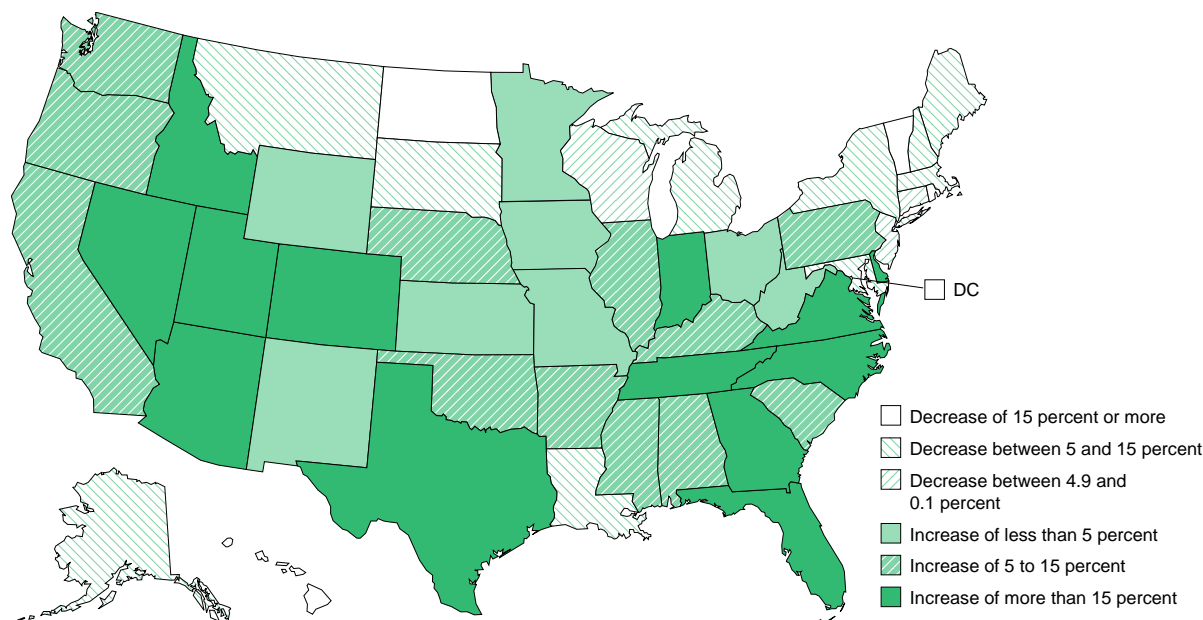 DC
Decrease of 15 percent or more
Decrease between 5 and 15 percent
Decrease between 4.9 and
0.1 percent
Increase of less than 5 percent
Increase of 5 to 15 percent
Increase of more than 15 percent